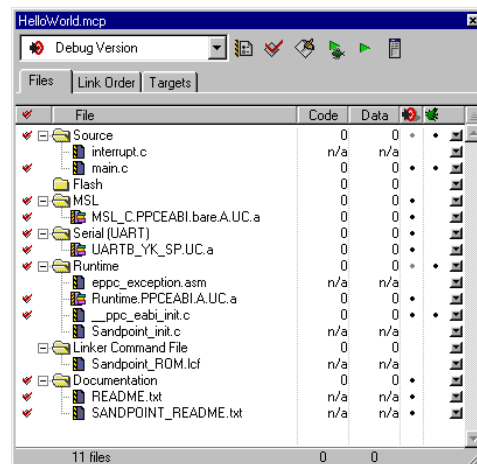 HelloWorld.mcp
Debug Version
Files Link Order Targets
File Code Data
Source 0 0
interrupt.c n/a n/a
main.c 0 0
Flash 0 0
MSL 0 0
MSL_C.PPCEABI.bare.A.UC.a 0 0
Serial (UART) 0 0
UARTB_YK_SP.UC.a 0 0
Runtime 0 0
eppc_exception.asm n/a n/a
Runtime.PPCEABI.A.UC.a 0 0
__ppc_eabi_init.c 0 0
Sandpoint_init.c n/a n/a
Linker Command File 0 0
Sandpoint_ROM.lcf n/a n/a
Documentation 0 0
README.txt n/a n/a
SANDPOINT_README.txt n/a n/a
11 files 0 0